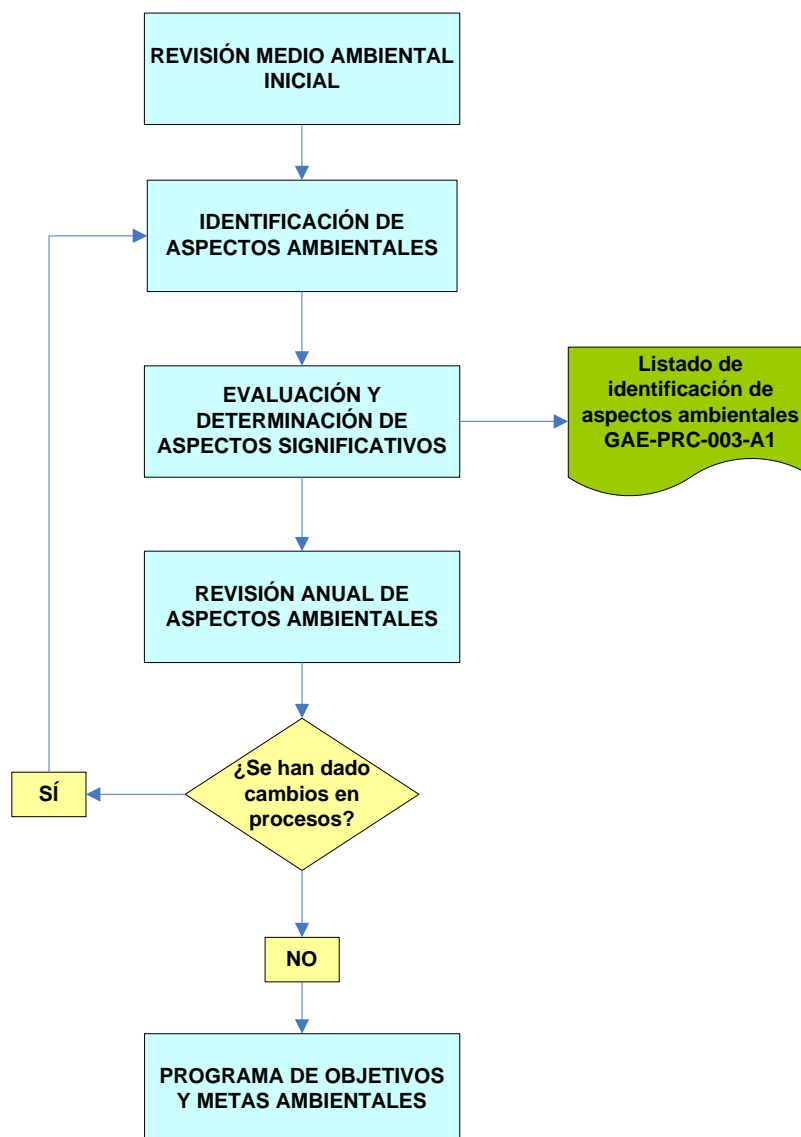 REVISIÓN MEDIO AMBIENTAL
INICIAL
IDENTIFICACIÓN DE
ASPECTOS AMBIENTALES
EVALUACIÓN Y
DETERMINACIÓN DE
ASPECTOS SIGNIFICATIVOS
Listado de
identificación de
aspectos ambientales
GAE-PRC-003-A1
REVISIÓN ANUAL DE
ASPECTOS AMBIENTALES
¿Se han dado
cambios en
procesos?
SÍ
NO
PROGRAMA DE OBJETIVOS
Y METAS AMBIENTALES